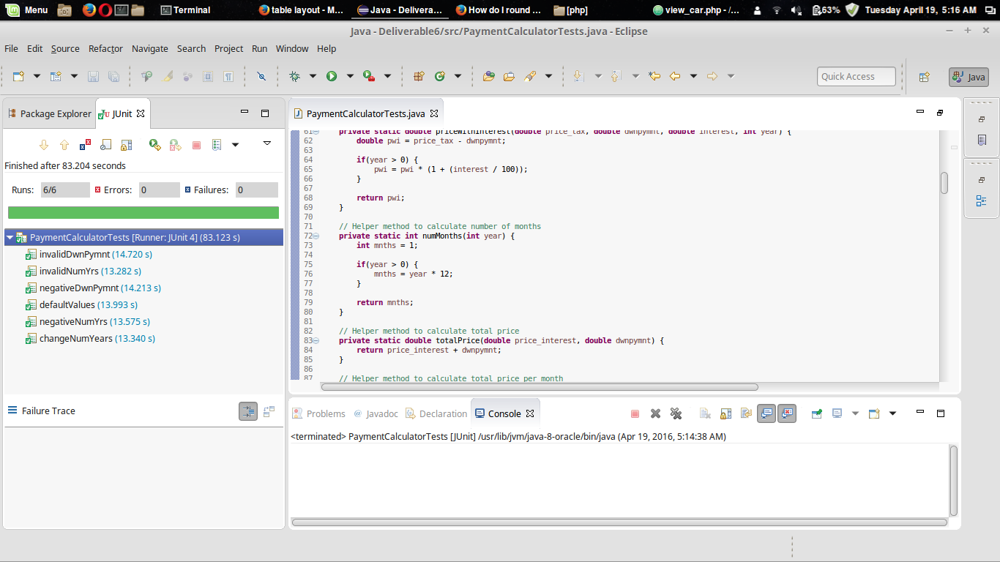 Menu Terminal table layout - M... Java - Delivera... How do I round ... [php] view_car.php - /... 63% Tuesday April 19, 5:16 AM
Java - Deliverable6/src/PaymentCalculatorTests.java - Eclipse
File Edit Source Refactor Navigate Search Project Run Window Help
Quick Access Java
Package Explorer JUnit
Finished after 83.204 seconds
Runs: 6/6 Errors: 0 Failures: 0
PaymentCalculatorTests [Runner: JUnit 4] (83.123 s)
invalidDwnPymnt (14.720 s)
invalidNumYrs (13.282 s)
negativeDwnPymnt (14.213 s)
defaultValues (13.993 s)
negativeNumYrs (13.575 s)
changeNumYears (13.340 s)
Failure Trace
PaymentCalculatorTests.java
61 private static double priceWithInterest(double price_tax, double dwnpymnt, double interest, int year) {
62 double pwi = price_tax - dwnpymnt;
63
64 if(year > 0) {
65 pwi = pwi * (1 + (interest / 100));
66 }
67
68 return pwi;
69 }
70
71 // Helper method to calculate number of months
72 private static int numMonths(int year) {
73 int mnths = 1;
74
75 if(year > 0) {
76 mnths = year * 12;
77 }
78
79 return mnths;
80 }
81
82 // Helper method to calculate total price
83 private static double totalPrice(double price_interest, double dwnpymnt) {
84 return price_interest + dwnpymnt;
85 }
86
87 // Helper method to calculate total price per month
Problems Javadoc Declaration Console
<terminated> PaymentCalculatorTests [JUnit] /usr/lib/jvm/java-8-oracle/bin/java (Apr 19, 2016, 5:14:38 AM)